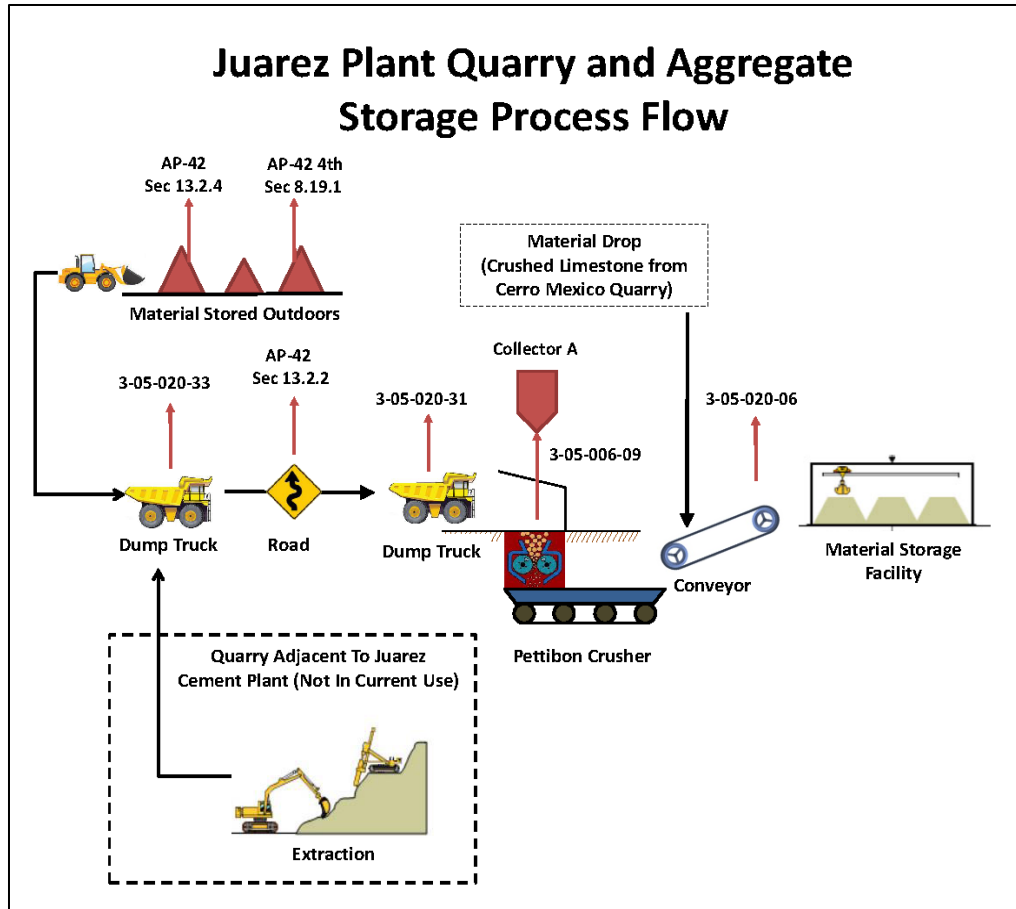 Juarez Plant Quarry and Aggregate
Storage Process Flow
AP-42
Sec 13.2.4
AP-42 4th
Sec 8.19.1
Material Stored Outdoors
Material Drop
(Crushed Limestone from
Cerro Mexico Quarry)
3-05-020-33
AP-42
Sec 13.2.2
3-05-020-31
Collector A
3-05-006-09
3-05-020-06
Dump Truck
Road
Dump Truck
Conveyor
Material Storage
Facility
Pettibon Crusher
Quarry Adjacent To Juarez
Cement Plant (Not In Current Use)
Extraction